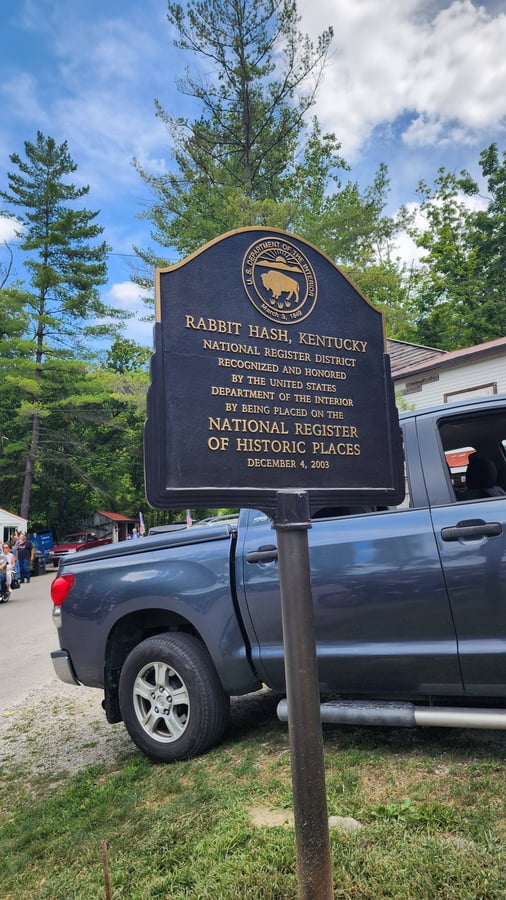 U.S. DEPARTMENT OF THE INTERIOR
March 3, 1849
RABBIT HASH, KENTUCKY
NATIONAL REGISTER DISTRICT
RECOGNIZED AND HONORED
BY THE UNITED STATES
DEPARTMENT OF THE INTERIOR
BY BEING PLACED ON THE
NATIONAL REGISTER
OF HISTORIC PLACES
DECEMBER 4, 2003